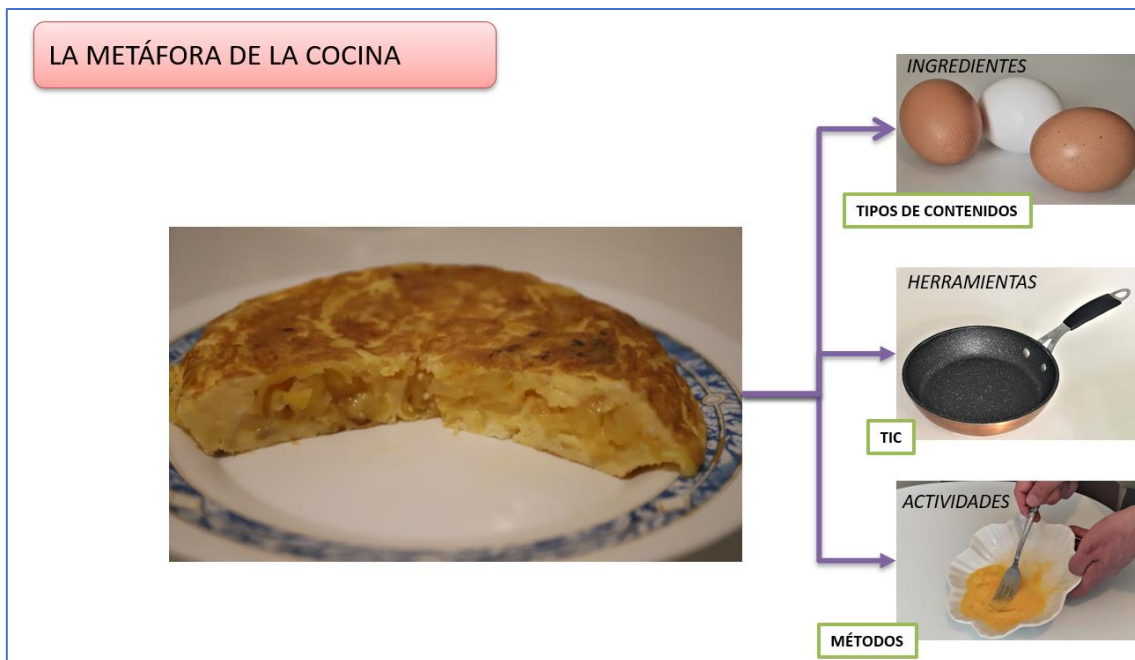 LA METÁFORA DE LA COCINA
INGREDIENTES
TIPOS DE CONTENIDOS
HERRAMIENTAS
TIC
ACTIVIDADES
MÉTODOS